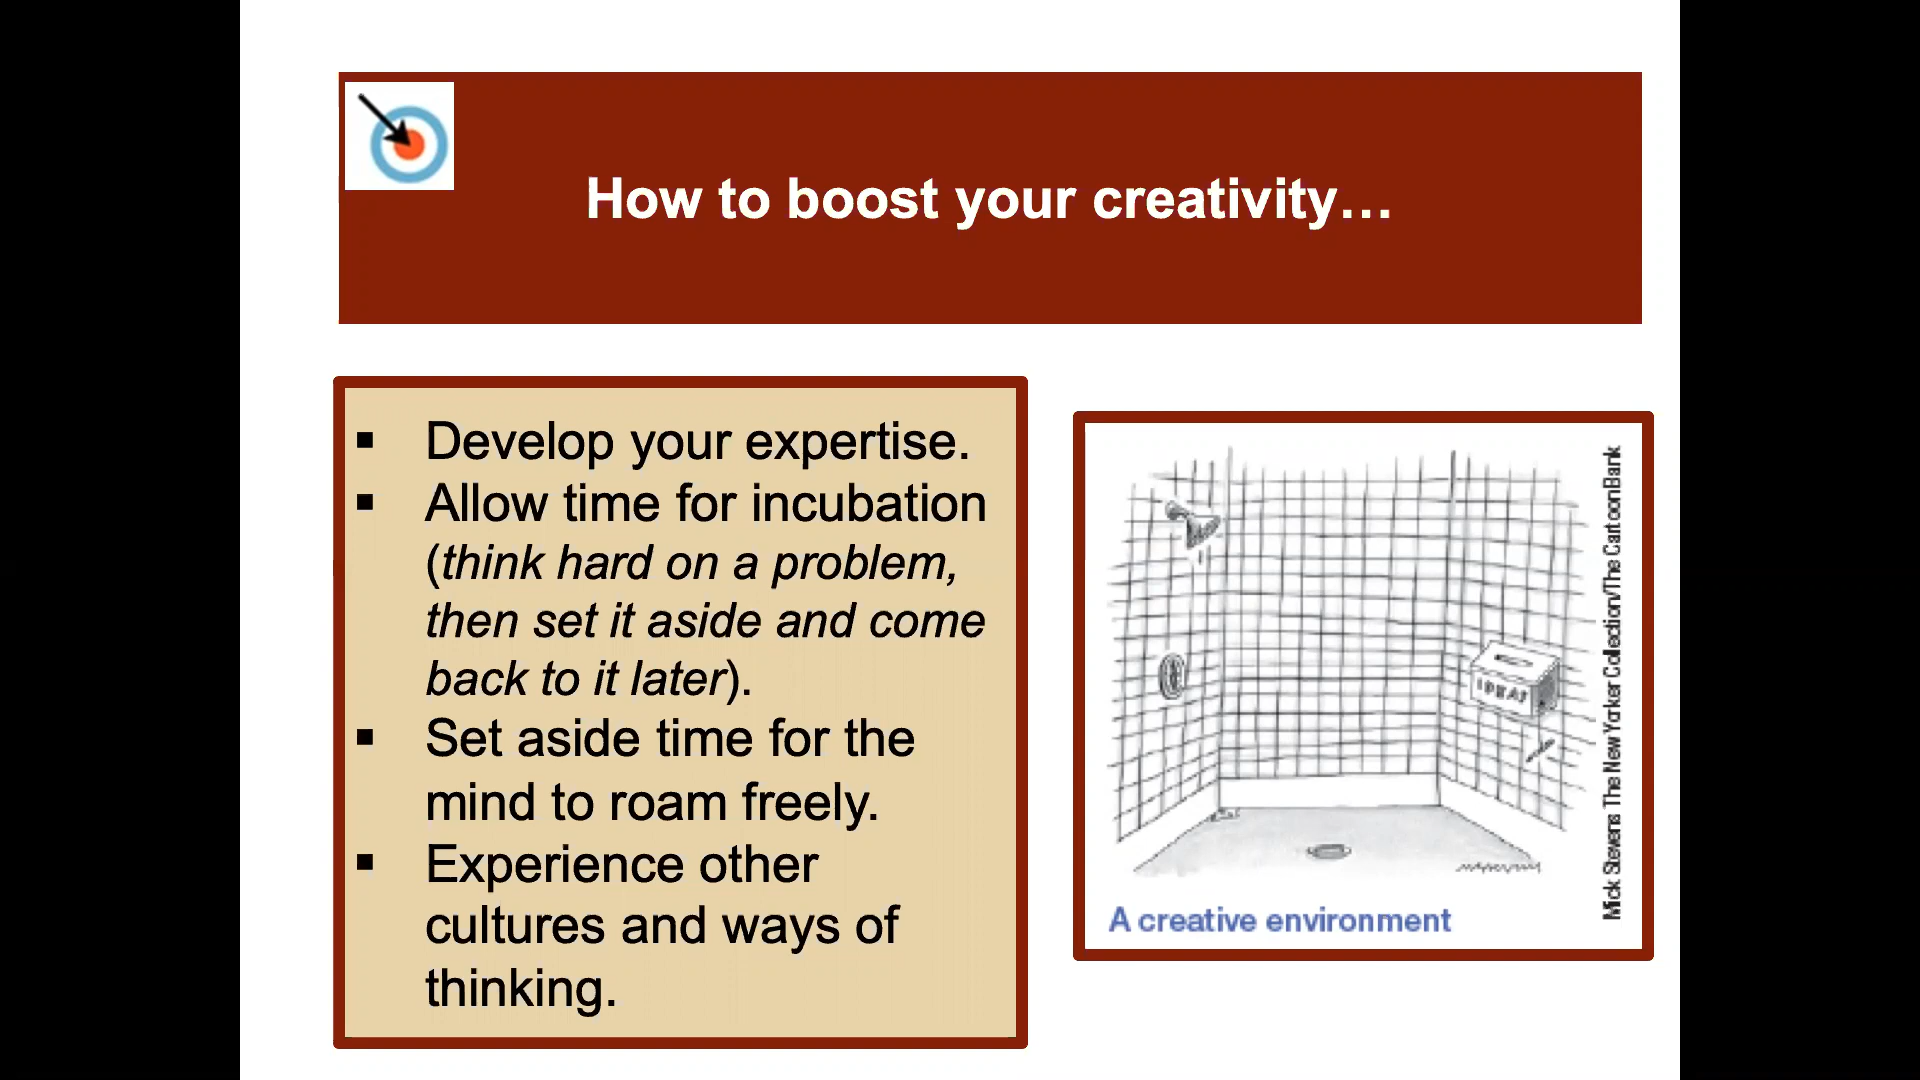 How to boost your creativity…
▪ Develop your expertise.
▪ Allow time for incubation
(think hard on a problem,
then set it aside and come
back to it later).
▪ Set aside time for the
mind to roam freely.
▪ Experience other
cultures and ways of
thinking.
IDEAS
A creative environment
Mick Stevens The New Yorker Collection/The CartoonBank